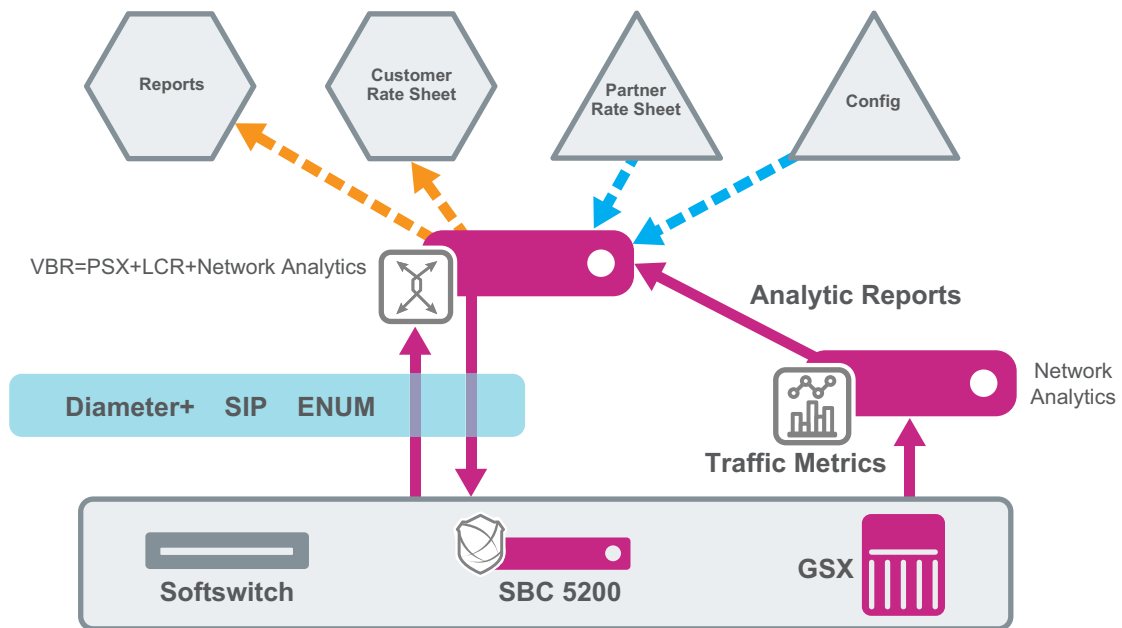 Reports
Customer
Rate Sheet
Partner
Rate Sheet
Config
VBR=PSX+LCR+Network Analytics
Analytic Reports
Network
Analytics
Diameter+ SIP ENUM
Traffic Metrics
Softswitch
SBC 5200
GSX